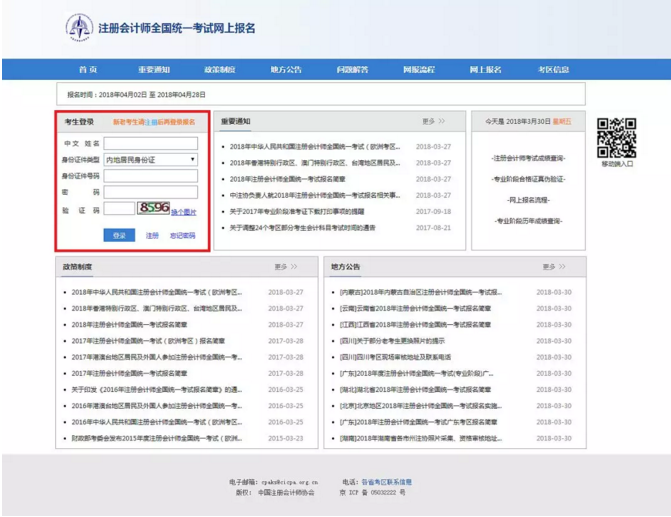 注册会计师全国统一考试网上报名
首 页 重要通知 政策制度 地方公告 问题解答 网报流程 网上报名 考区信息
报名时间：2018年04月02日 至 2018年04月28日
考生登录 新老考生请注册后再登录报名
中文 姓名
身份证件类型 内地居民身份证
身份证件号码
密 码
验 证 码 8596 换个图片
登录 注册 忘记密码
重要通知 更多 >>
2018年中华人民共和国注册会计师全国统一考试（欧洲考区... 2018-03-27
2018年香港特别行政区、澳门特别行政区、台湾地区居民及... 2018-03-27
2018年注册会计师全国统一考试报名简章 2018-03-27
中注协负责人就2018年注册会计师全国统一考试报名相关事... 2018-03-27
关于2017年专业阶段准考证下载打印事项的提醒 2017-09-18
关于调整24个考区部分考生会计科目考试时间的通告 2017-08-21
今天是 2018年3月30日 星期五
-注册会计师考试成绩查询-
-专业阶段合格证真伪查证-
-网上报名流程-
-专业阶段历年成绩查询-
移动端入口
政策制度 更多 >>
2018年中华人民共和国注册会计师全国统一考试（欧洲考区... 2018-03-27
2018年香港特别行政区、澳门特别行政区、台湾地区居民及... 2018-03-27
2018年注册会计师全国统一考试报名简章 2018-03-27
2017年注册会计师全国统一考试（欧洲考区）报名简章 2017-03-28
2017年港澳台地区居民及外国人参加注册会计师全国统一考... 2017-03-28
2017年注册会计师全国统一考试报名简章 2017-03-28
关于印发《2016年注册会计师全国统一考试报名简章》的通... 2016-03-25
2016年港澳台地区居民及外国人参加注册会计师全国统一考... 2016-03-25
2016年中华人民共和国注册会计师全国统一考试（欧洲考区... 2016-03-25
财政部考委会发布2015年度注册会计师全国统一考试（欧洲... 2015-03-23
地方公告 更多 >>
[内蒙古]2018年内蒙古自治区注册会计师全国统一考试报... 2018-03-30
[云南]云南省2018年注册会计师全国统一考试报名简章 2018-03-30
[江西]江西省2018年注册会计师全国统一考试报名简章 2018-03-30
[四川]关于部分老考生更换照片的提示 2018-03-30
[四川]四川考区现场审核地址及联系电话 2018-03-30
[广东]2018年度注册会计师全国统一考试(专业阶段)广... 2018-03-30
[湖北]湖北省2018年注册会计师全国统一考试报名简章 2018-03-30
[北京]北京地区2018年注册会计师全国统一考试报名实施... 2018-03-30
[广东]2018年注册会计师全国统一考试广东考区报名简章 2018-03-30
[湖南]2018年湖南省各市州注协照片采集、资格审核地址... 2018-03-30
电子邮箱：cpaks@cicpa.org.cn 电话：各省考区联系信息
版权： 中国注册会计师协会 京 ICP 备 05032222 号